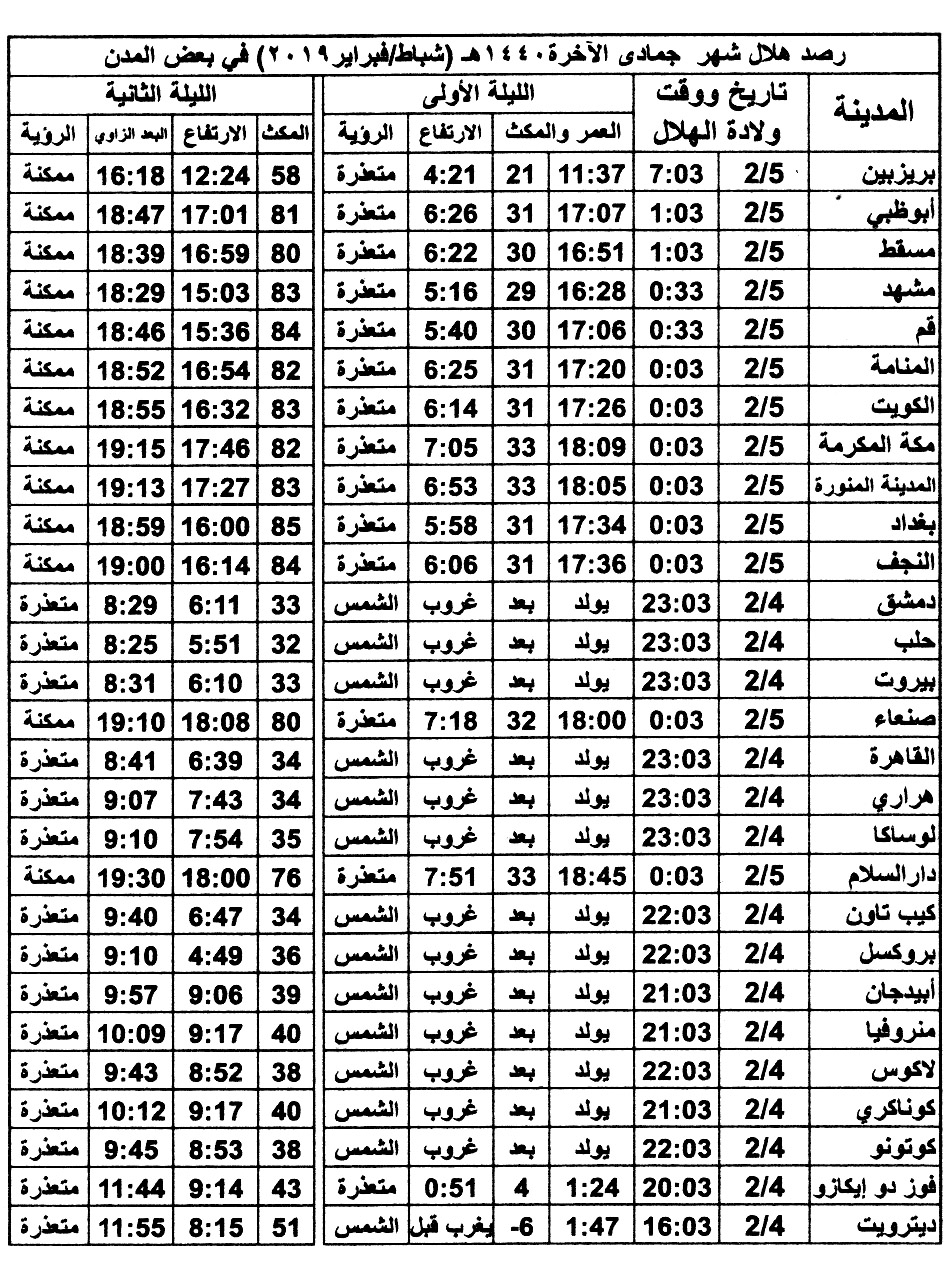 رصد هلال شهر جمادى الآخرة ١٤٤٠هـ (شباط/فبراير٢٠١٩) في بعض المدن
المدينة تاريخ ووقت ولادة الهلال الليلة الأولى الليلة الثانية
العمر والمكث الارتفاع الرؤية المكث الارتفاع البعد الزاوي الرؤية
بريزبين 2/5 7:03 11:37 21 4:21 متعذرة 58 12:24 16:18 ممكنة
أبوظبي 2/5 1:03 17:07 31 6:26 متعذرة 81 17:01 18:47 ممكنة
مسقط 2/5 1:03 16:51 30 6:22 متعذرة 80 16:59 18:39 ممكنة
مشهد 2/5 0:33 16:28 29 5:16 متعذرة 83 15:03 18:29 ممكنة
قم 2/5 0:33 17:06 30 5:40 متعذرة 84 15:36 18:46 ممكنة
المنامة 2/5 0:03 17:20 31 6:25 متعذرة 82 16:54 18:52 ممكنة
الكويت 2/5 0:03 17:26 31 6:14 متعذرة 83 16:32 18:55 ممكنة
مكة المكرمة 2/5 0:03 18:09 33 7:05 متعذرة 82 17:46 19:15 ممكنة
المدينة المنورة 2/5 0:03 18:05 33 6:53 متعذرة 83 17:27 19:13 ممكنة
بغداد 2/5 0:03 17:34 31 5:58 متعذرة 85 16:00 18:59 ممكنة
النجف 2/5 0:03 17:36 31 6:06 متعذرة 84 16:14 19:00 ممكنة
دمشق 2/4 23:03 يولد بعد غروب الشمس 33 6:11 8:29 متعذرة
حلب 2/4 23:03 يولد بعد غروب الشمس 32 5:51 8:25 متعذرة
بيروت 2/4 23:03 يولد بعد غروب الشمس 33 6:10 8:31 متعذرة
صنعاء 2/5 0:03 18:00 32 7:18 متعذرة 80 18:08 19:10 ممكنة
القاهرة 2/4 23:03 يولد بعد غروب الشمس 34 6:39 8:41 متعذرة
هراري 2/4 23:03 يولد بعد غروب الشمس 34 7:43 9:07 متعذرة
لوساكا 2/4 23:03 يولد بعد غروب الشمس 35 7:54 9:10 متعذرة
دارالسلام 2/5 0:03 18:45 33 7:51 متعذرة 76 18:00 19:30 ممكنة
كيب تاون 2/4 22:03 يولد بعد غروب الشمس 34 6:47 9:40 متعذرة
بروكسل 2/4 22:03 يولد بعد غروب الشمس 36 4:49 9:10 متعذرة
أبيدجان 2/4 21:03 يولد بعد غروب الشمس 39 9:06 9:57 متعذرة
منروفيا 2/4 21:03 يولد بعد غروب الشمس 40 9:17 10:09 متعذرة
لاكوس 2/4 22:03 يولد بعد غروب الشمس 38 8:52 9:43 متعذرة
كوناكري 2/4 21:03 يولد بعد غروب الشمس 40 9:17 10:12 متعذرة
كوتونو 2/4 22:03 يولد بعد غروب الشمس 38 8:53 9:45 متعذرة
فوز دو إيكازو 2/4 20:03 1:24 4 0:51 متعذرة 43 9:14 11:44 متعذرة
ديترويت 2/4 16:03 1:47 -6 يغرب قبل الشمس 51 8:15 11:55 متعذرة